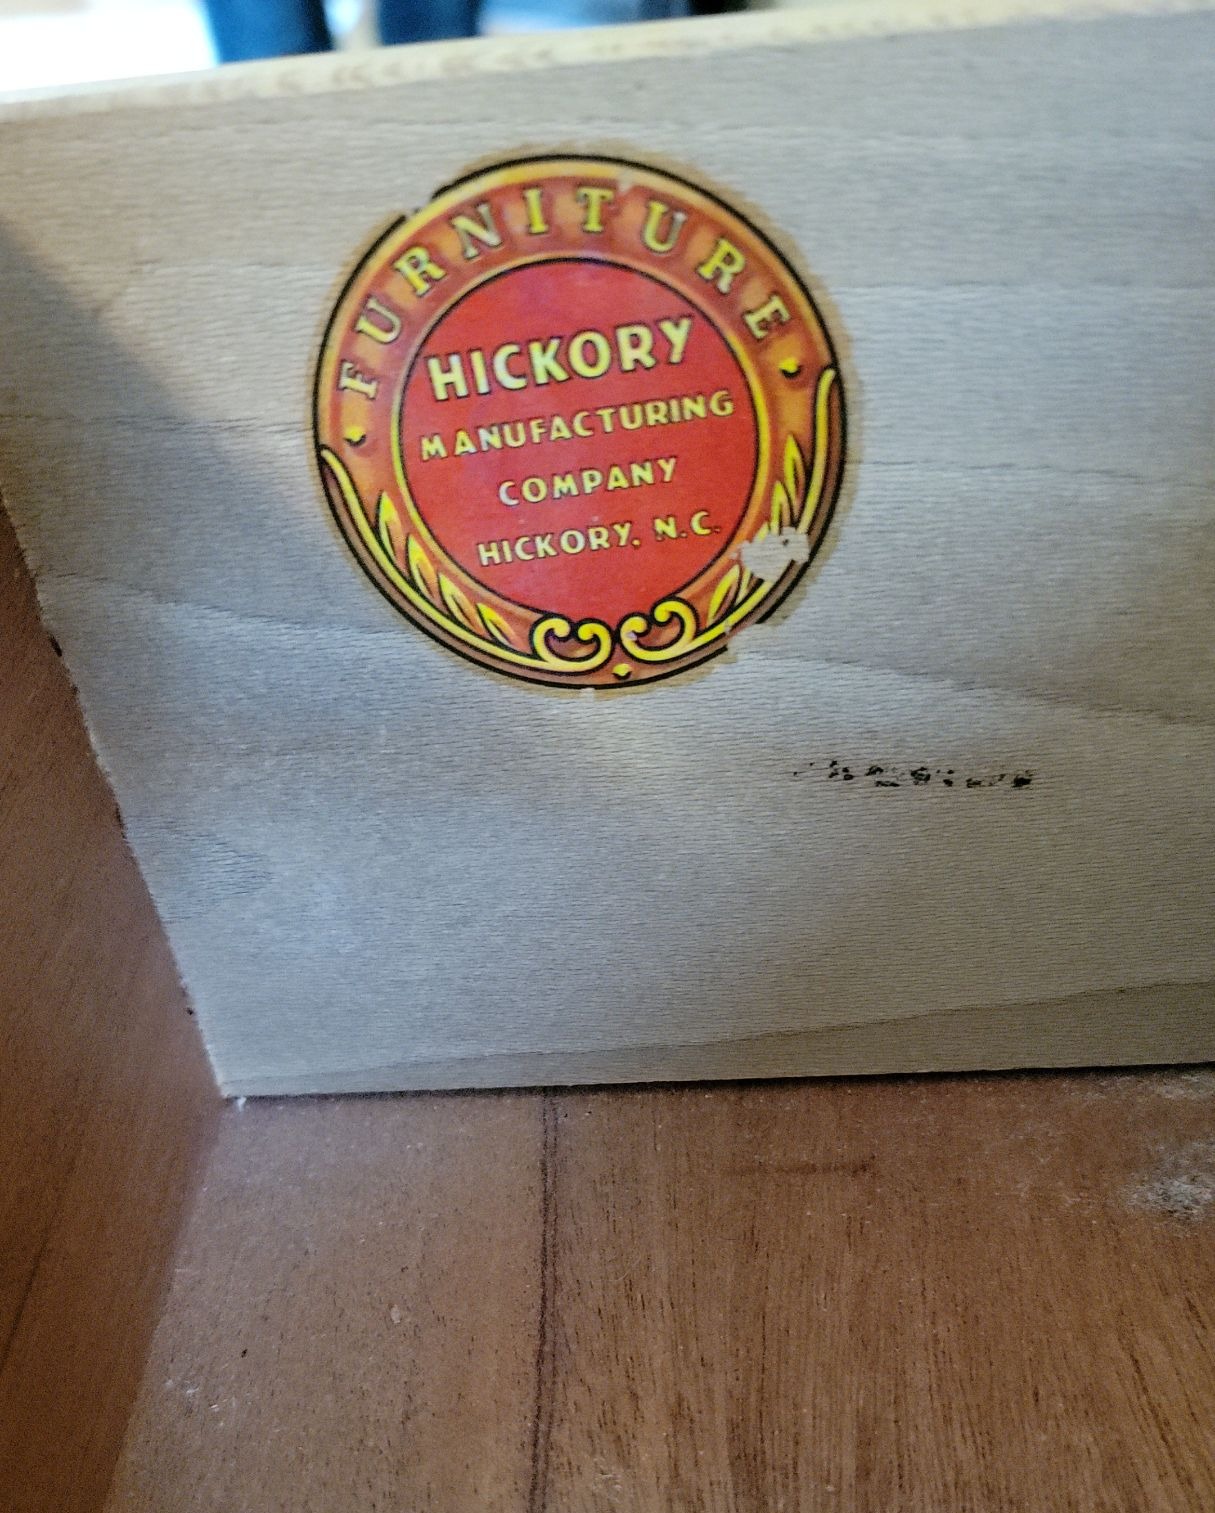 FURNITURE
HICKORY
MANUFACTURING
COMPANY
HICKORY, N.C.